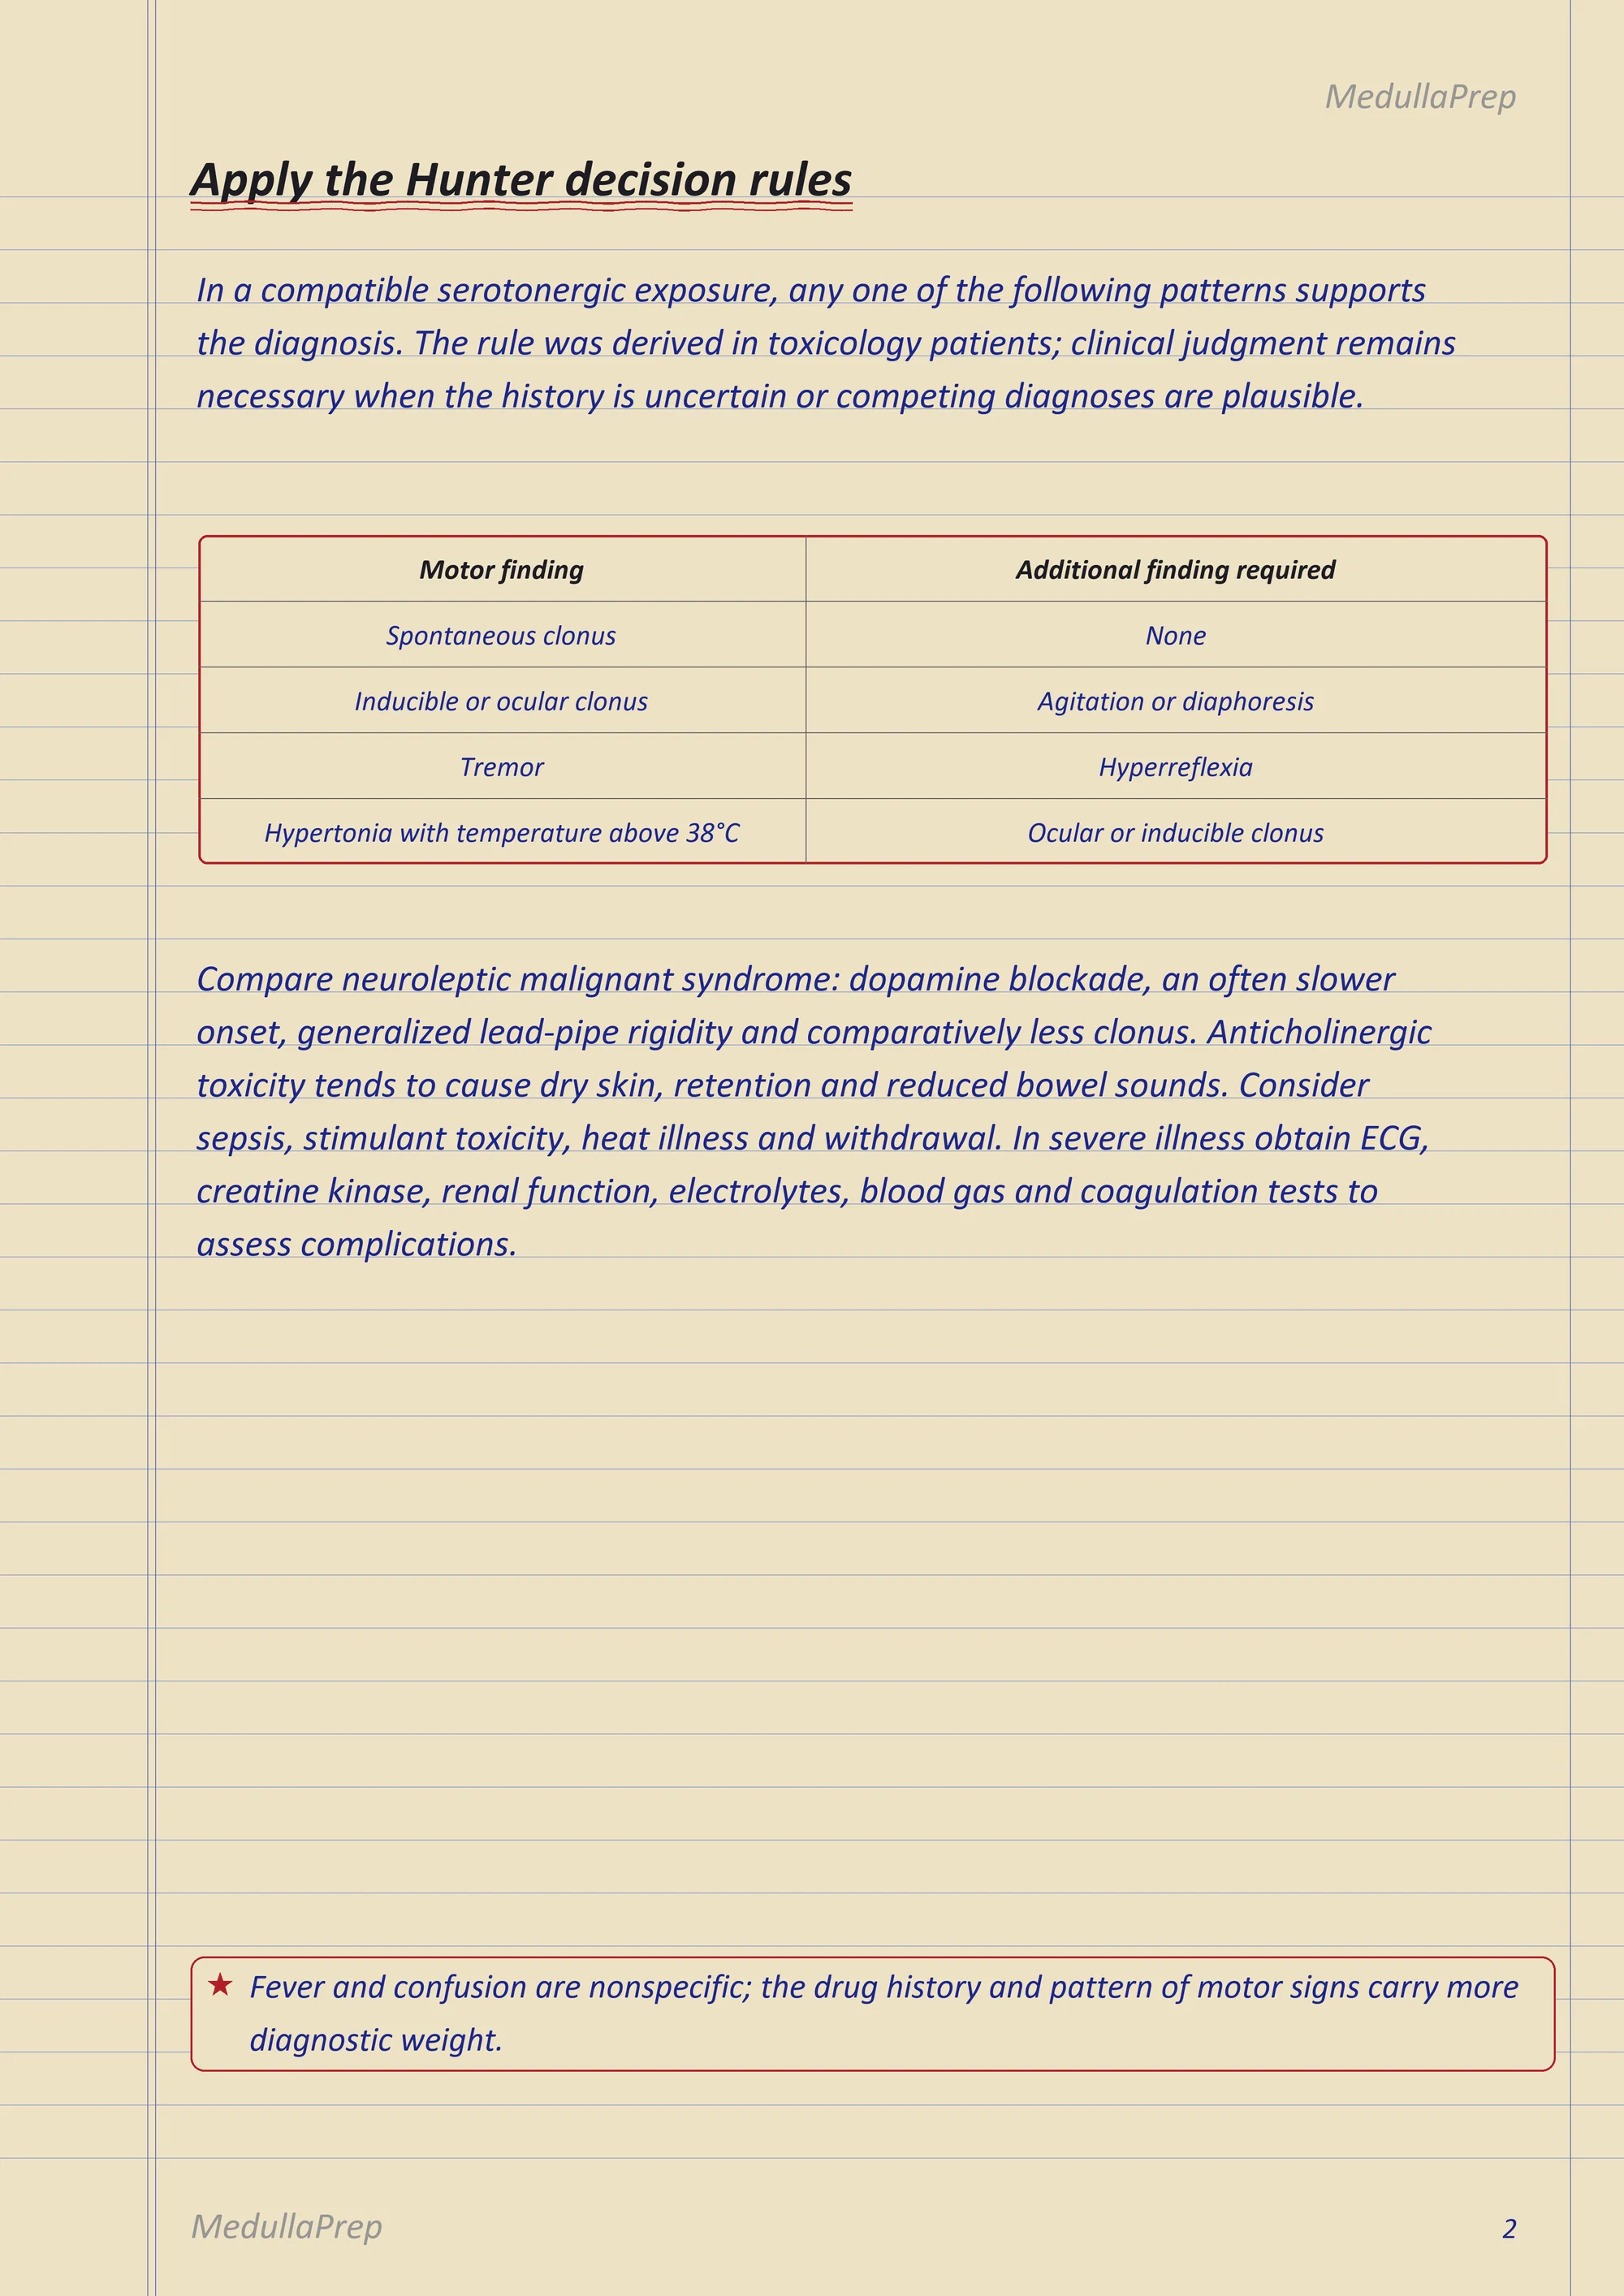 MedullaPrep
Apply the Hunter decision rules
In a compatible serotonergic exposure, any one of the following patterns supports
the diagnosis. The rule was derived in toxicology patients; clinical judgment remains
necessary when the history is uncertain or competing diagnoses are plausible.
Motor finding Additional finding required
Spontaneous clonus None
Inducible or ocular clonus Agitation or diaphoresis
Tremor Hyperreflexia
Hypertonia with temperature above 38°C Ocular or inducible clonus
Compare neuroleptic malignant syndrome: dopamine blockade, an often slower
onset, generalized lead-pipe rigidity and comparatively less clonus. Anticholinergic
toxicity tends to cause dry skin, retention and reduced bowel sounds. Consider
sepsis, stimulant toxicity, heat illness and withdrawal. In severe illness obtain ECG,
creatine kinase, renal function, electrolytes, blood gas and coagulation tests to
assess complications.
★ Fever and confusion are nonspecific; the drug history and pattern of motor signs carry more
diagnostic weight.
MedullaPrep 2